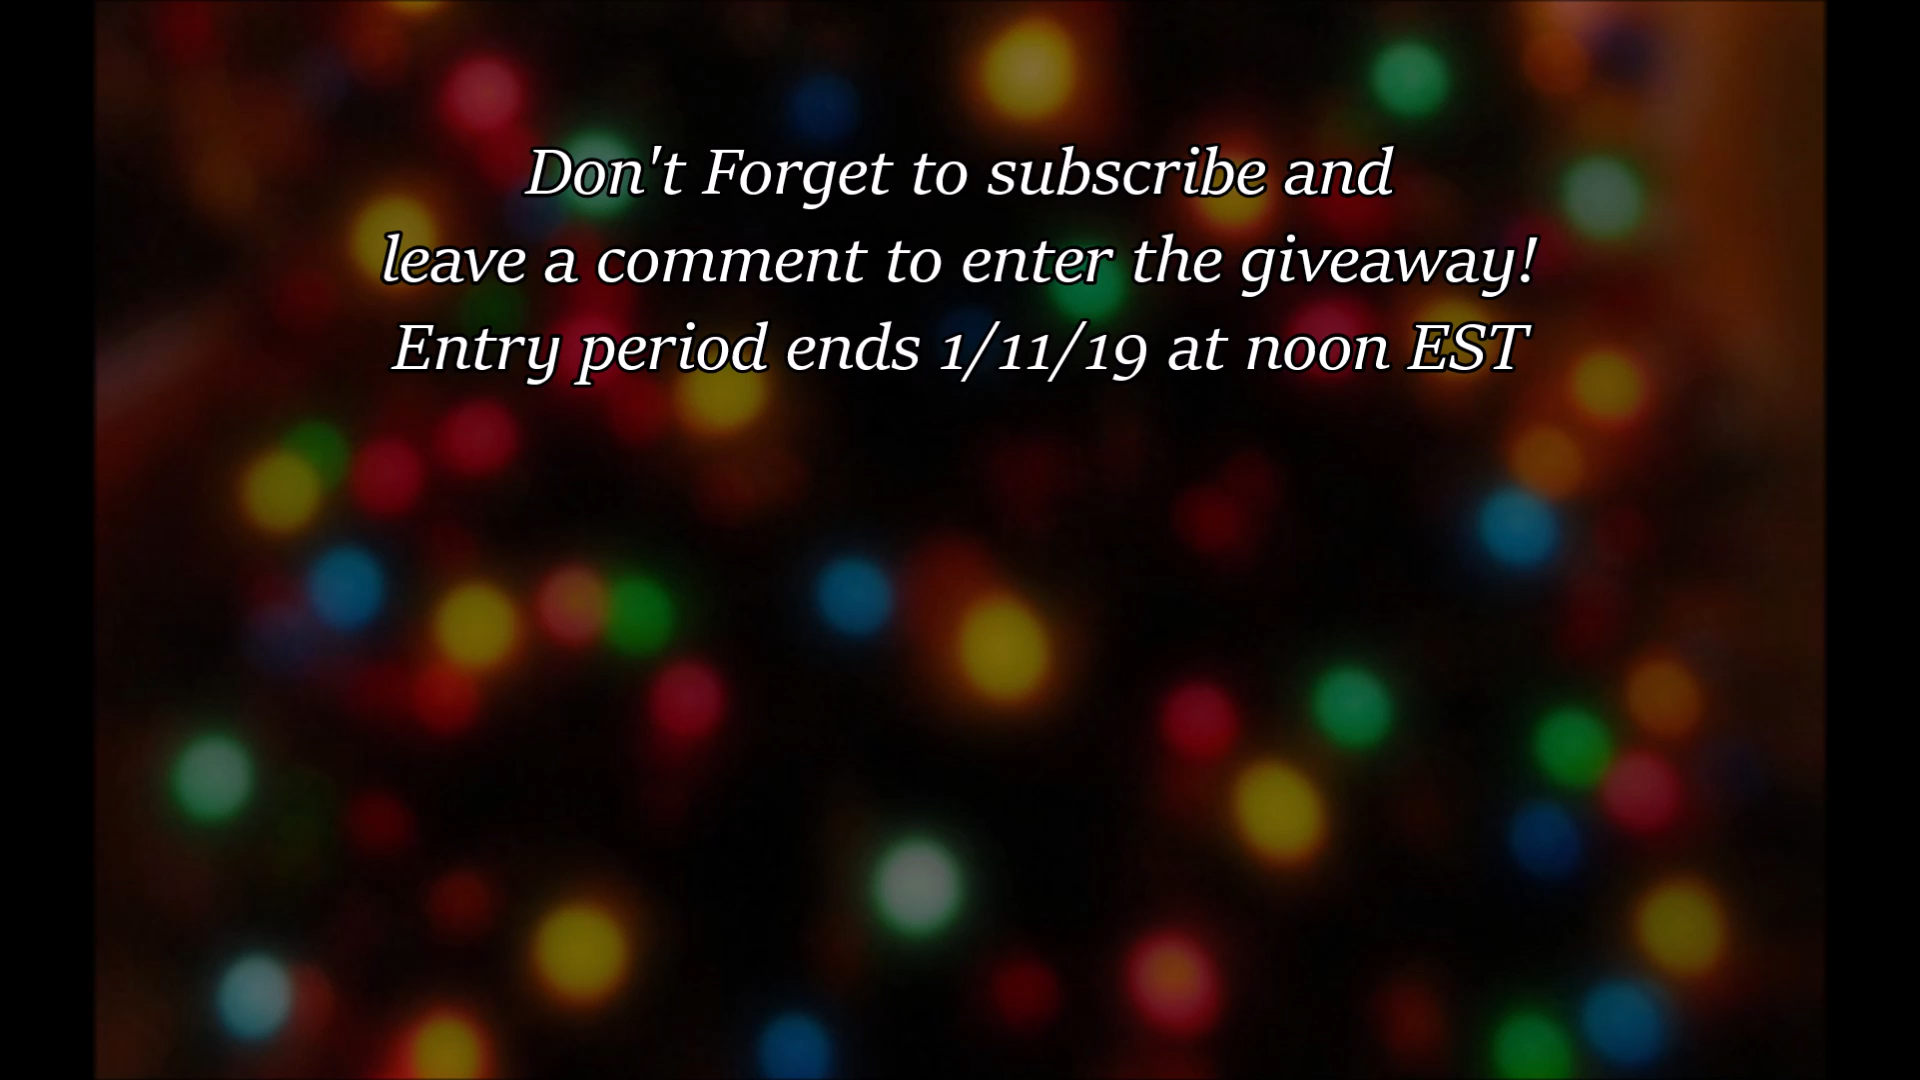 Don't Forget to subscribe and
leave a comment to enter the giveaway!
Entry period ends 1/11/19 at noon EST